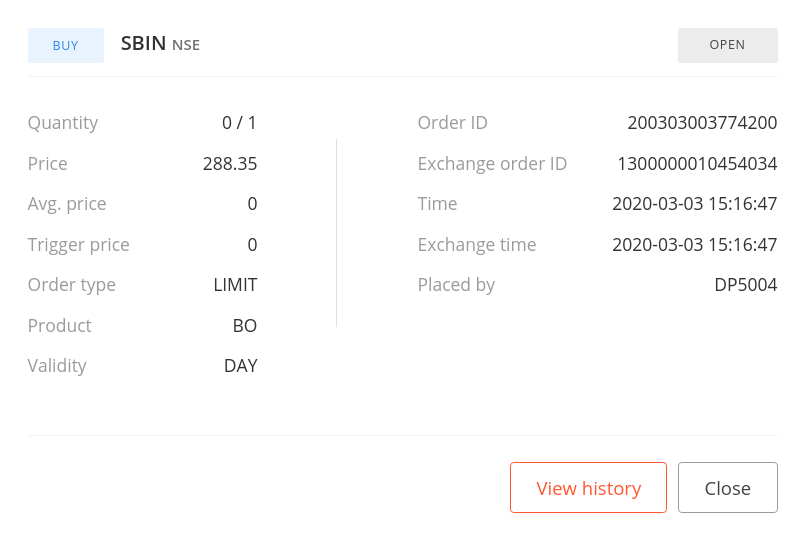 BUY SBIN NSE OPEN
Quantity 0 / 1
Price 288.35
Avg. price 0
Trigger price 0
Order type LIMIT
Product BO
Validity DAY
Order ID 200303003774200
Exchange order ID 1300000010454034
Time 2020-03-03 15:16:47
Exchange time 2020-03-03 15:16:47
Placed by DP5004
View history Close